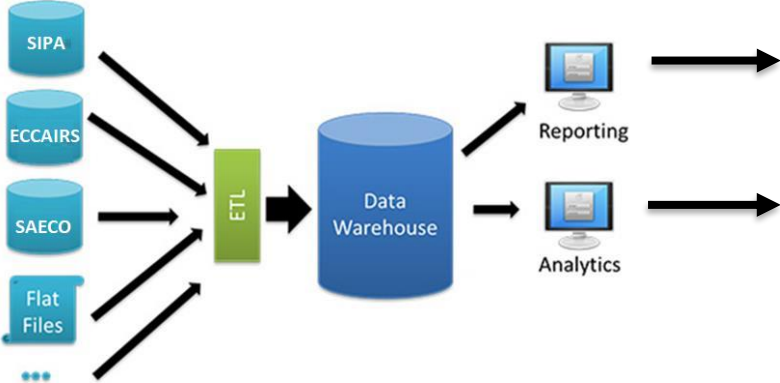 SIPA
ECCAIRS
SAECO
Flat
Files
ETL
Data
Warehouse
Reporting
Analytics